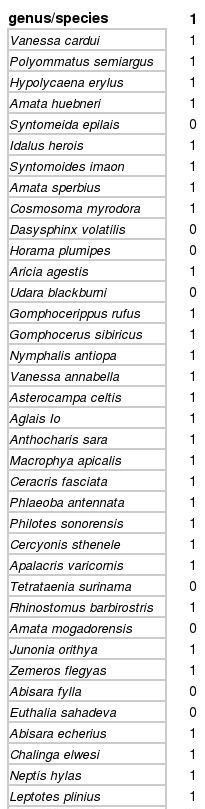 genus/species 1
Vanessa cardui 1
Polyommatus semiargus 1
Hypolycaena erylus 1
Amata huebneri 1
Syntomeida epilais 0
Idalus herois 1
Syntomoides imaon 1
Amata sperbius 1
Cosmosoma myrodora 1
Dasysphinx volatilis 0
Horama plumipes 0
Aricia agestis 1
Udara blackburni 0
Gomphocerippus rufus 1
Gomphocerus sibiricus 1
Nymphalis antiopa 1
Vanessa annabella 1
Asterocampa celtis 1
Aglais Io 1
Anthocharis sara 1
Macrophya apicalis 1
Ceracris fasciata 1
Phlaeoba antennata 1
Philotes sonorensis 1
Cercyonis sthenele 1
Apalacris varicornis 1
Tetrataenia surinama 0
Rhinostomus barbirostris 1
Amata mogadorensis 0
Junonia orithya 1
Zemeros flegyas 1
Abisara fylla 0
Euthalia sahadeva 0
Abisara echerius 1
Chalinga elwesi 1
Neptis hylas 1
Leptotes plinius 1